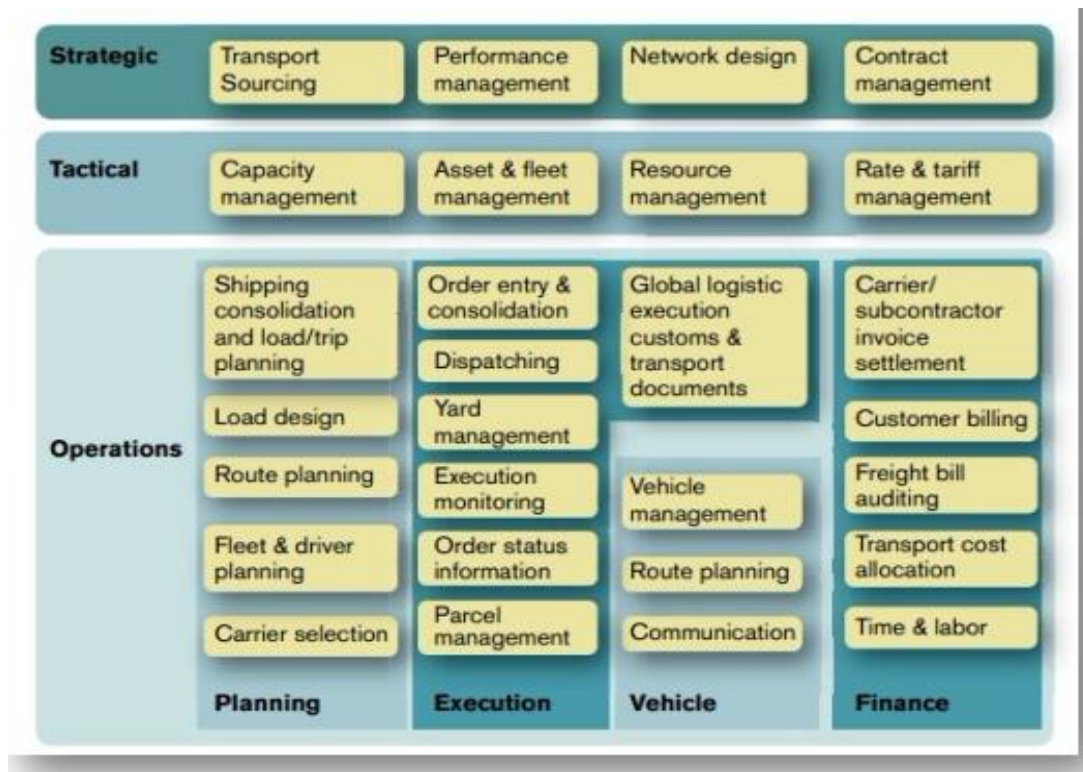 Strategic
Transport
Sourcing
Performance
management
Network design
Contract
management
Tactical
Capacity
management
Asset & fleet
management
Resource
management
Rate & tariff
management
Operations
Shipping
consolidation
and load/trip
planning
Load design
Route planning
Fleet & driver
planning
Carrier selection
Planning
Order entry &
consolidation
Dispatching
Yard
management
Execution
monitoring
Order status
information
Parcel
management
Execution
Global logistic
execution
customs &
transport
documents
Vehicle
management
Route planning
Communication
Vehicle
Carrier/
subcontractor
invoice
settlement
Customer billing
Freight bill
auditing
Transport cost
allocation
Time & labor
Finance